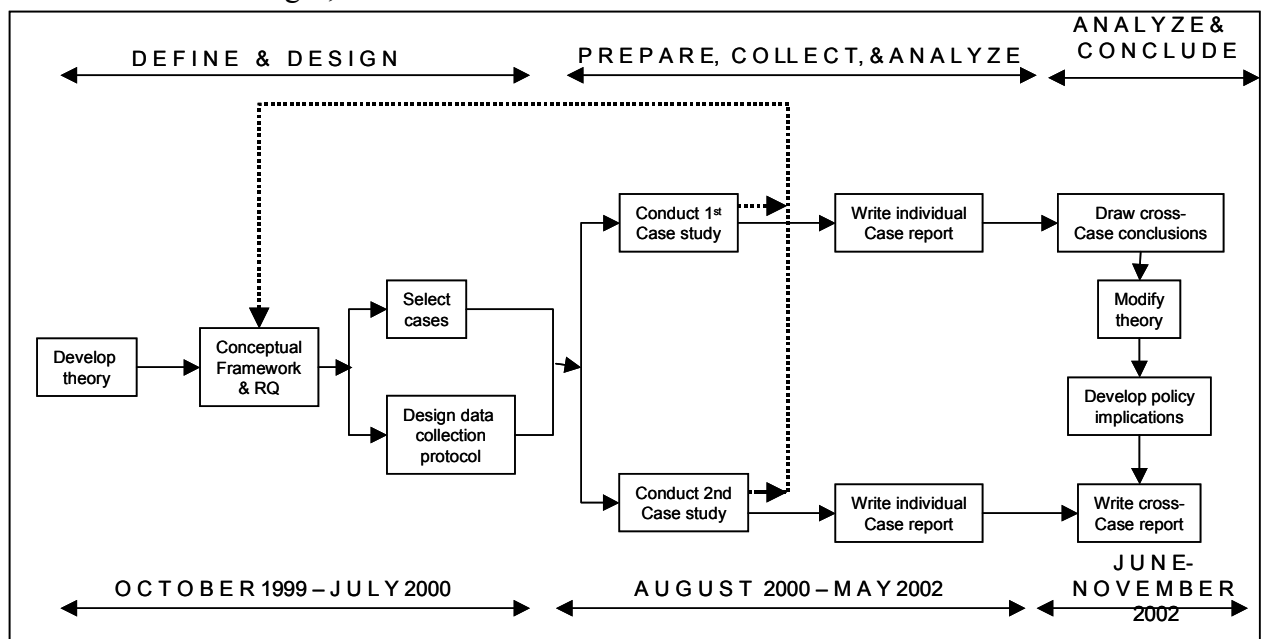 DEFINE & DESIGN
PREPARE, COLLECT, & ANALYZE
ANALYZE &
CONCLUDE
Develop
theory
Conceptual
Framework
& RQ
Select
cases
Design data
collection
protocol
Conduct 1st
Case study
Write individual
Case report
Draw cross-
Case conclusions
Modify
theory
Develop policy
implications
Conduct 2nd
Case study
Write individual
Case report
Write cross-
Case report
OCTOBER 1999 – JULY 2000
AUGUST 2000 – MAY 2002
JUNE-
NOVEMBER
2002